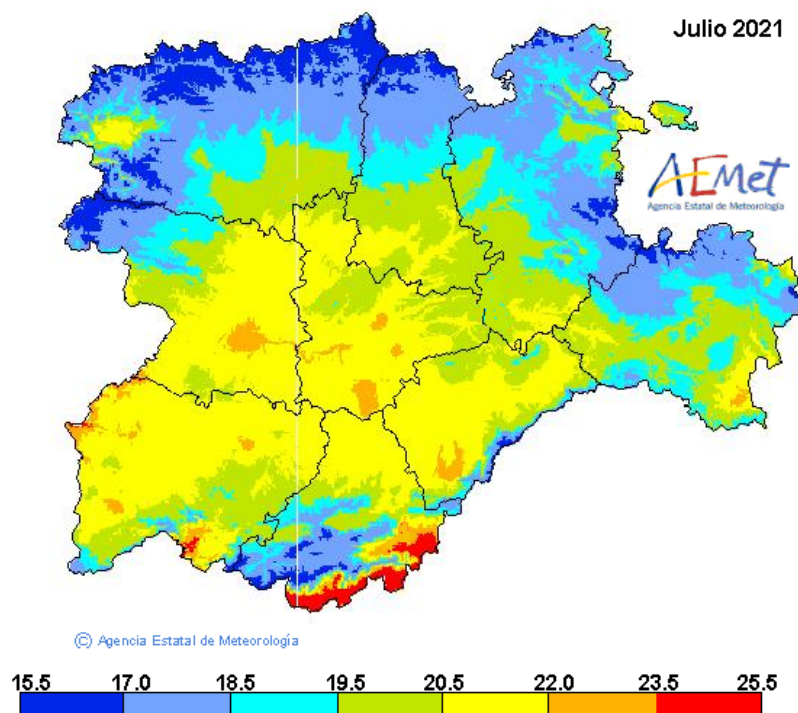 Julio 2021
AEMet
Agencia Estatal de Meteorología
© Agencia Estatal de Meteorología
15.5 17.0 18.5 19.5 20.5 22.0 23.5 25.5